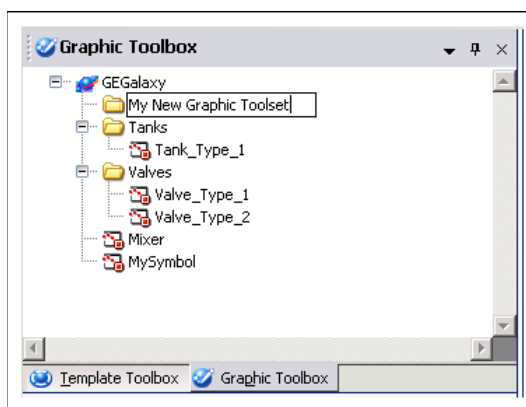 Graphic Toolbox
GEGalaxy
My New Graphic Toolset
Tanks
Tank_Type_1
Valves
Valve_Type_1
Valve_Type_2
Mixer
MySymbol
Template Toolbox Graphic Toolbox